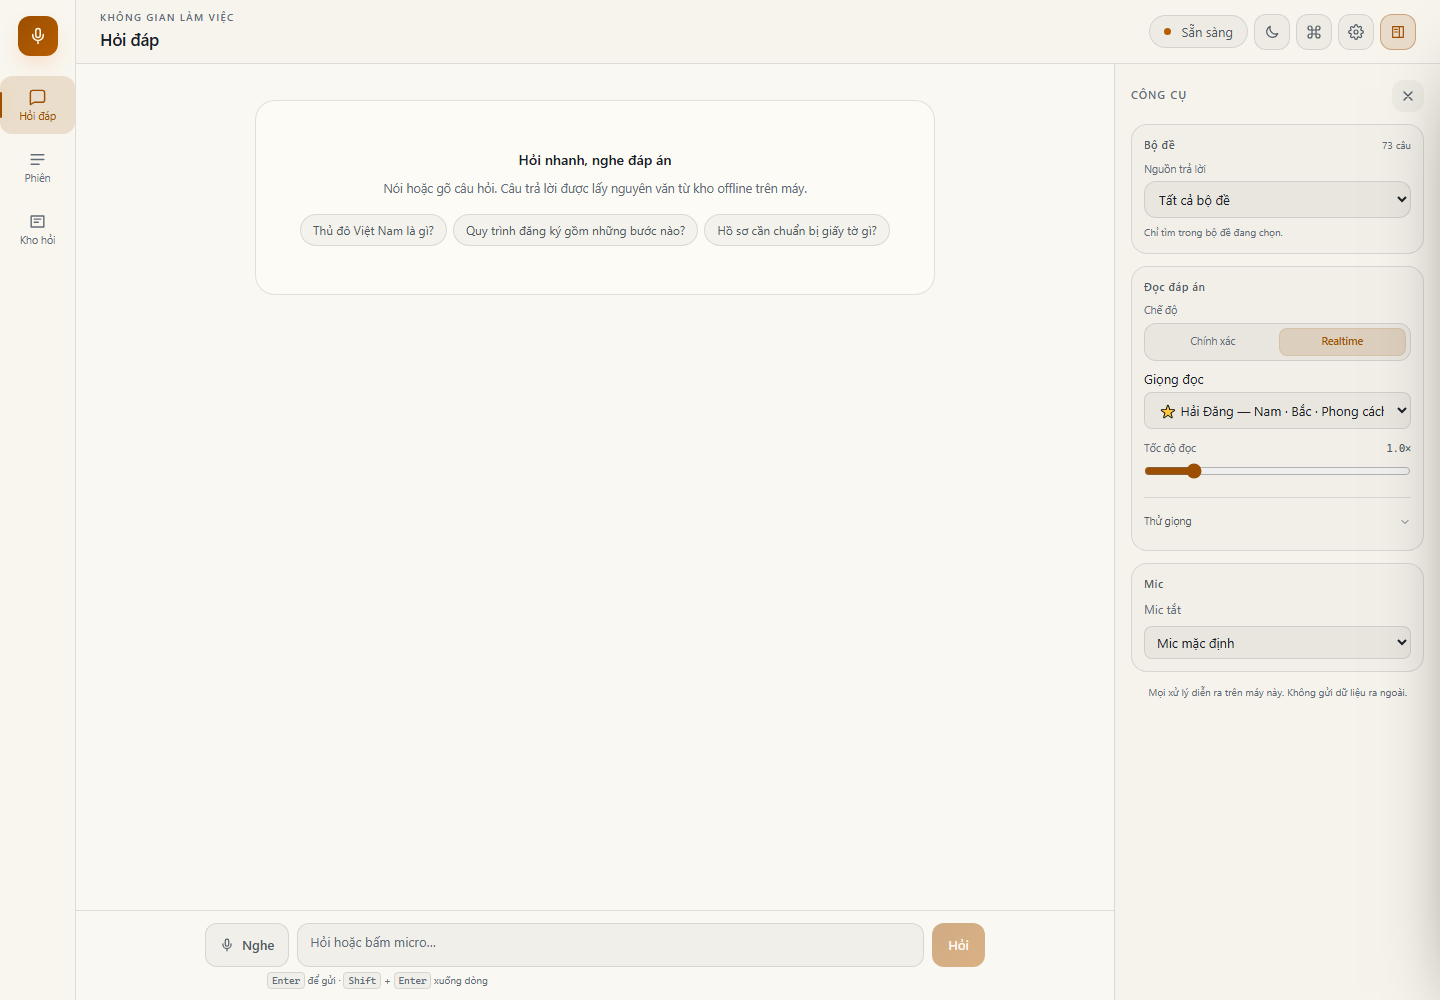 KHÔNG GIAN LÀM VIỆC
Hỏi đáp
Sẵn sàng
Hỏi đáp
Phiên
Kho hỏi
Hỏi nhanh, nghe đáp án
Nói hoặc gõ câu hỏi. Câu trả lời được lấy nguyên văn từ kho offline trên máy.
Thủ đô Việt Nam là gì?
Quy trình đăng ký gồm những bước nào?
Hồ sơ cần chuẩn bị giấy tờ gì?
Nghe
Hỏi hoặc bấm micro...
Hỏi
Enter để gửi · Shift + Enter xuống dòng
CÔNG CỤ
Bộ đề
73 câu
Nguồn trả lời
Tất cả bộ đề
Chỉ tìm trong bộ đề đang chọn.
Đọc đáp án
Chế độ
Chính xác
Realtime
Giọng đọc
⭐ Hải Đăng — Nam · Bắc · Phong cách
Tốc độ đọc
1.0×
Thử giọng
Mic
Mic tắt
Mic mặc định
Mọi xử lý diễn ra trên máy này. Không gửi dữ liệu ra ngoài.